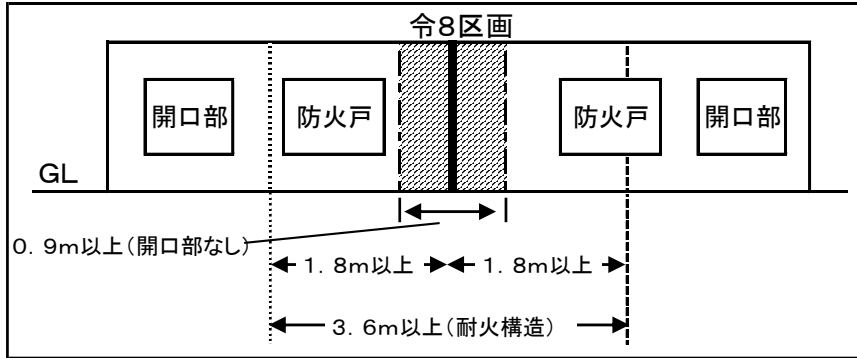 令8区画
開口部
防火戸
防火戸
開口部
GL
0.9m以上(開口部なし)
1.8m以上
1.8m以上
3.6m以上(耐火構造)